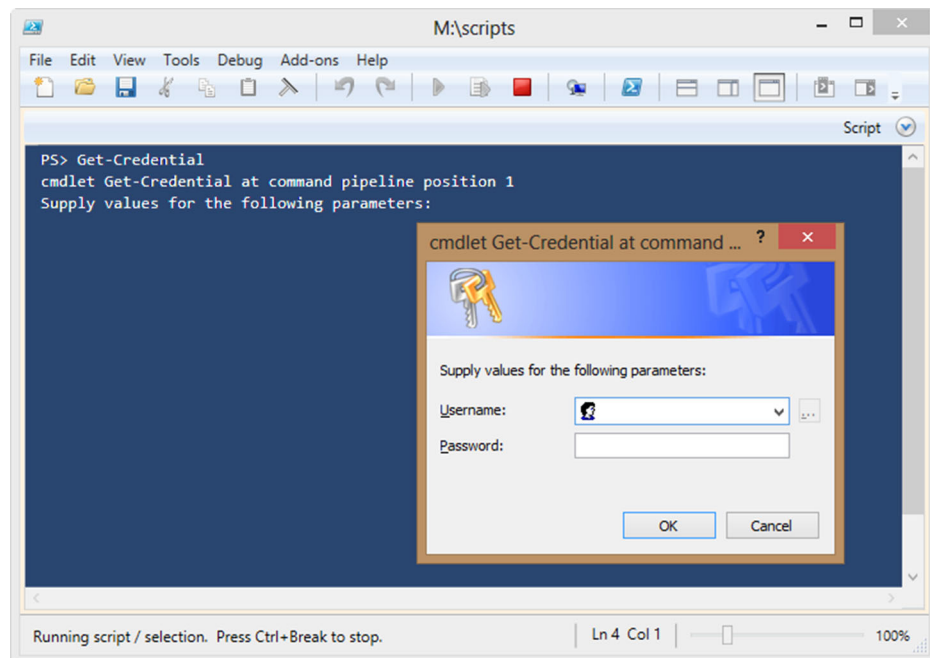 M:\scripts
File Edit View Tools Debug Add-ons Help
Script
PS> Get-Credential
cmdlet Get-Credential at command pipeline position 1
Supply values for the following parameters:
cmdlet Get-Credential at command ... ?
Supply values for the following parameters:
Username:
...
Password:
OK Cancel
Running script / selection. Press Ctrl+Break to stop. Ln 4 Col 1 100%